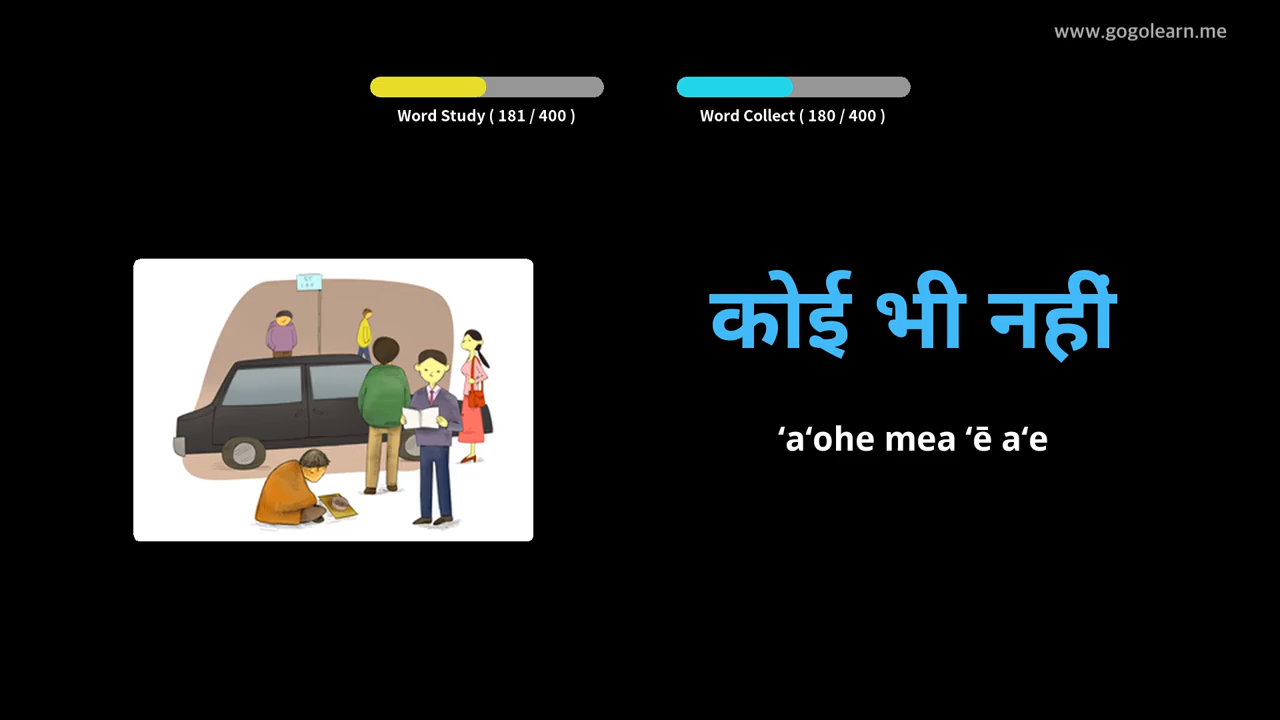 www.gogolearn.me
Word Study ( 181 / 400 )
Word Collect ( 180 / 400 )
कोई भी नहीं
ʻaʻohe mea ʻē aʻe